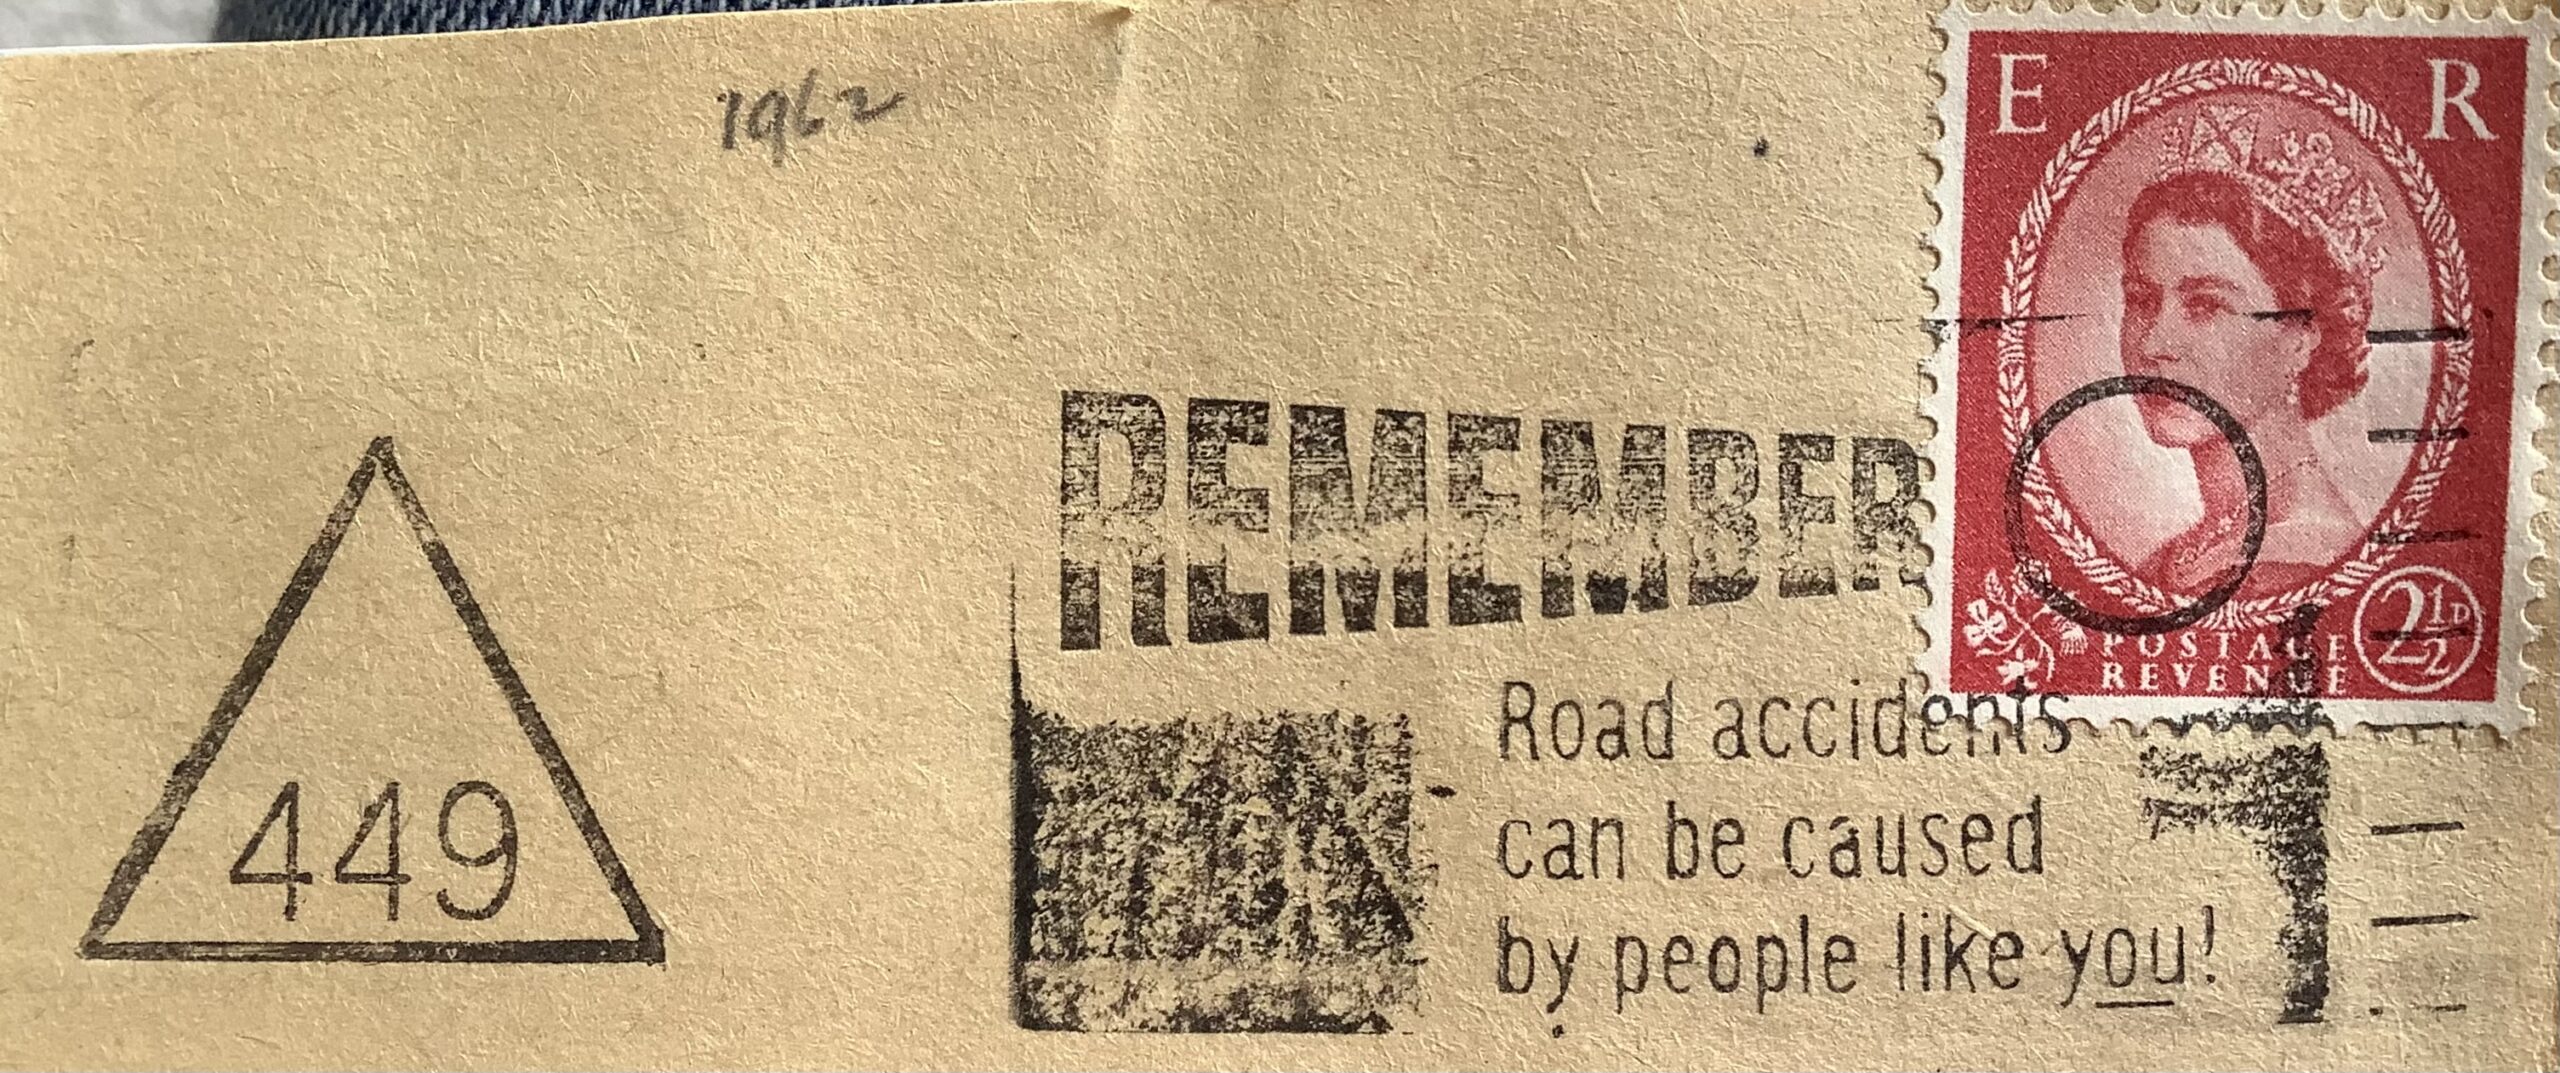 1962
E R
REMEMBER
POSTAGE
REVENUE
2½D
Road accidents
can be caused
by people like you!
449